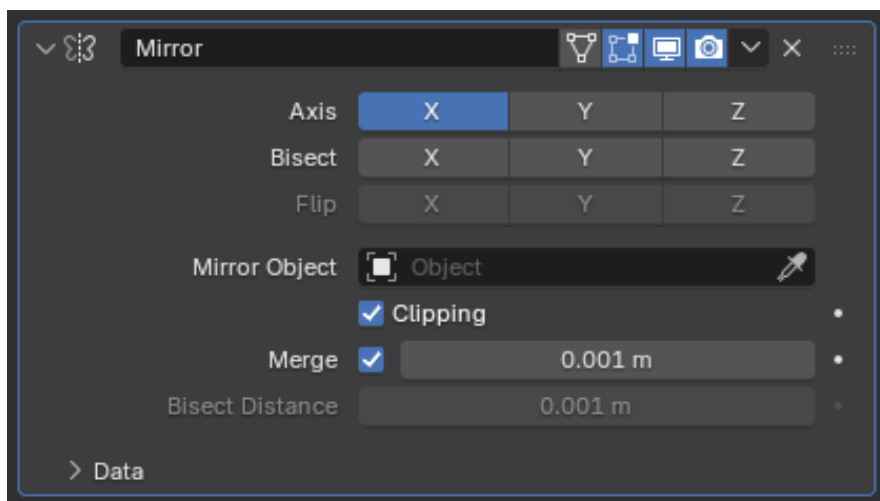 Mirror
Axis X Y Z
Bisect X Y Z
Flip X Y Z
Mirror Object Object
Clipping
Merge 0.001 m
Bisect Distance 0.001 m
Data